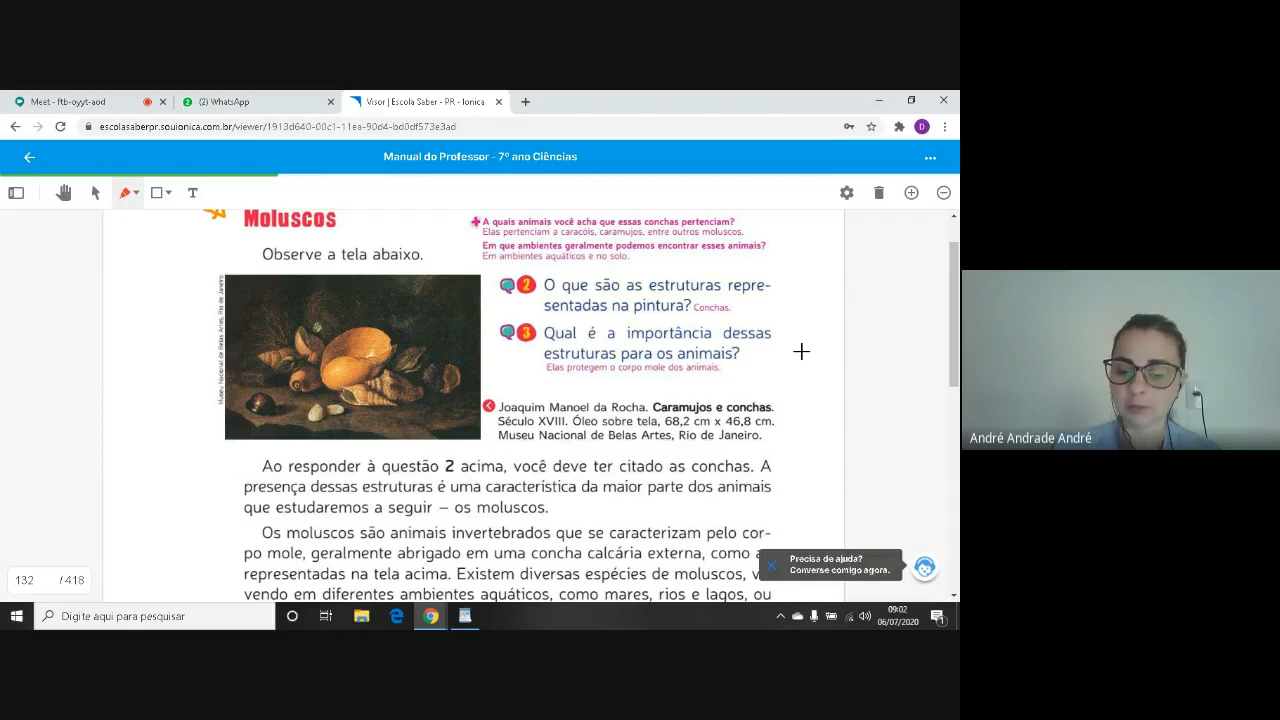 Meet - ftb-oyyt-aod
(2) WhatsApp
Visor | Escola Saber - PR - Ionica
escolasaberpr.souionica.com.br/viewer/1913d640-00c1-11ea-90d4-bd0df573e3ad
D
Manual do Professor - 7º ano Ciências
T
Moluscos
A quais animais você acha que essas conchas pertenciam?
Elas pertenciam a caracóis, caramujos, entre outros moluscos.
Em que ambientes geralmente podemos encontrar esses animais?
Em ambientes aquáticos e no solo.
Observe a tela abaixo.
Museu Nacional de Belas Artes, Rio de Janeiro
2 O que são as estruturas repre-
sentadas na pintura? Conchas.
3 Qual é a importância dessas
estruturas para os animais?
Elas protegem o corpo mole dos animais.
Joaquim Manoel da Rocha. Caramujos e conchas.
Século XVIII. Óleo sobre tela, 68,2 cm x 46,8 cm.
Museu Nacional de Belas Artes, Rio de Janeiro.
Ao responder à questão 2 acima, você deve ter citado as conchas. A
presença dessas estruturas é uma característica da maior parte dos animais
que estudaremos a seguir – os moluscos.
Os moluscos são animais invertebrados que se caracterizam pelo cor-
po mole, geralmente abrigado em uma concha calcária externa, como a
representadas na tela acima. Existem diversas espécies de moluscos, v
vendo em diferentes ambientes aquáticos, como mares, rios e lagos, ou
Precisa de ajuda?
Converse comigo agora.
132 / 418
Digite aqui para pesquisar
09:02
06/07/2020
1
André Andrade André